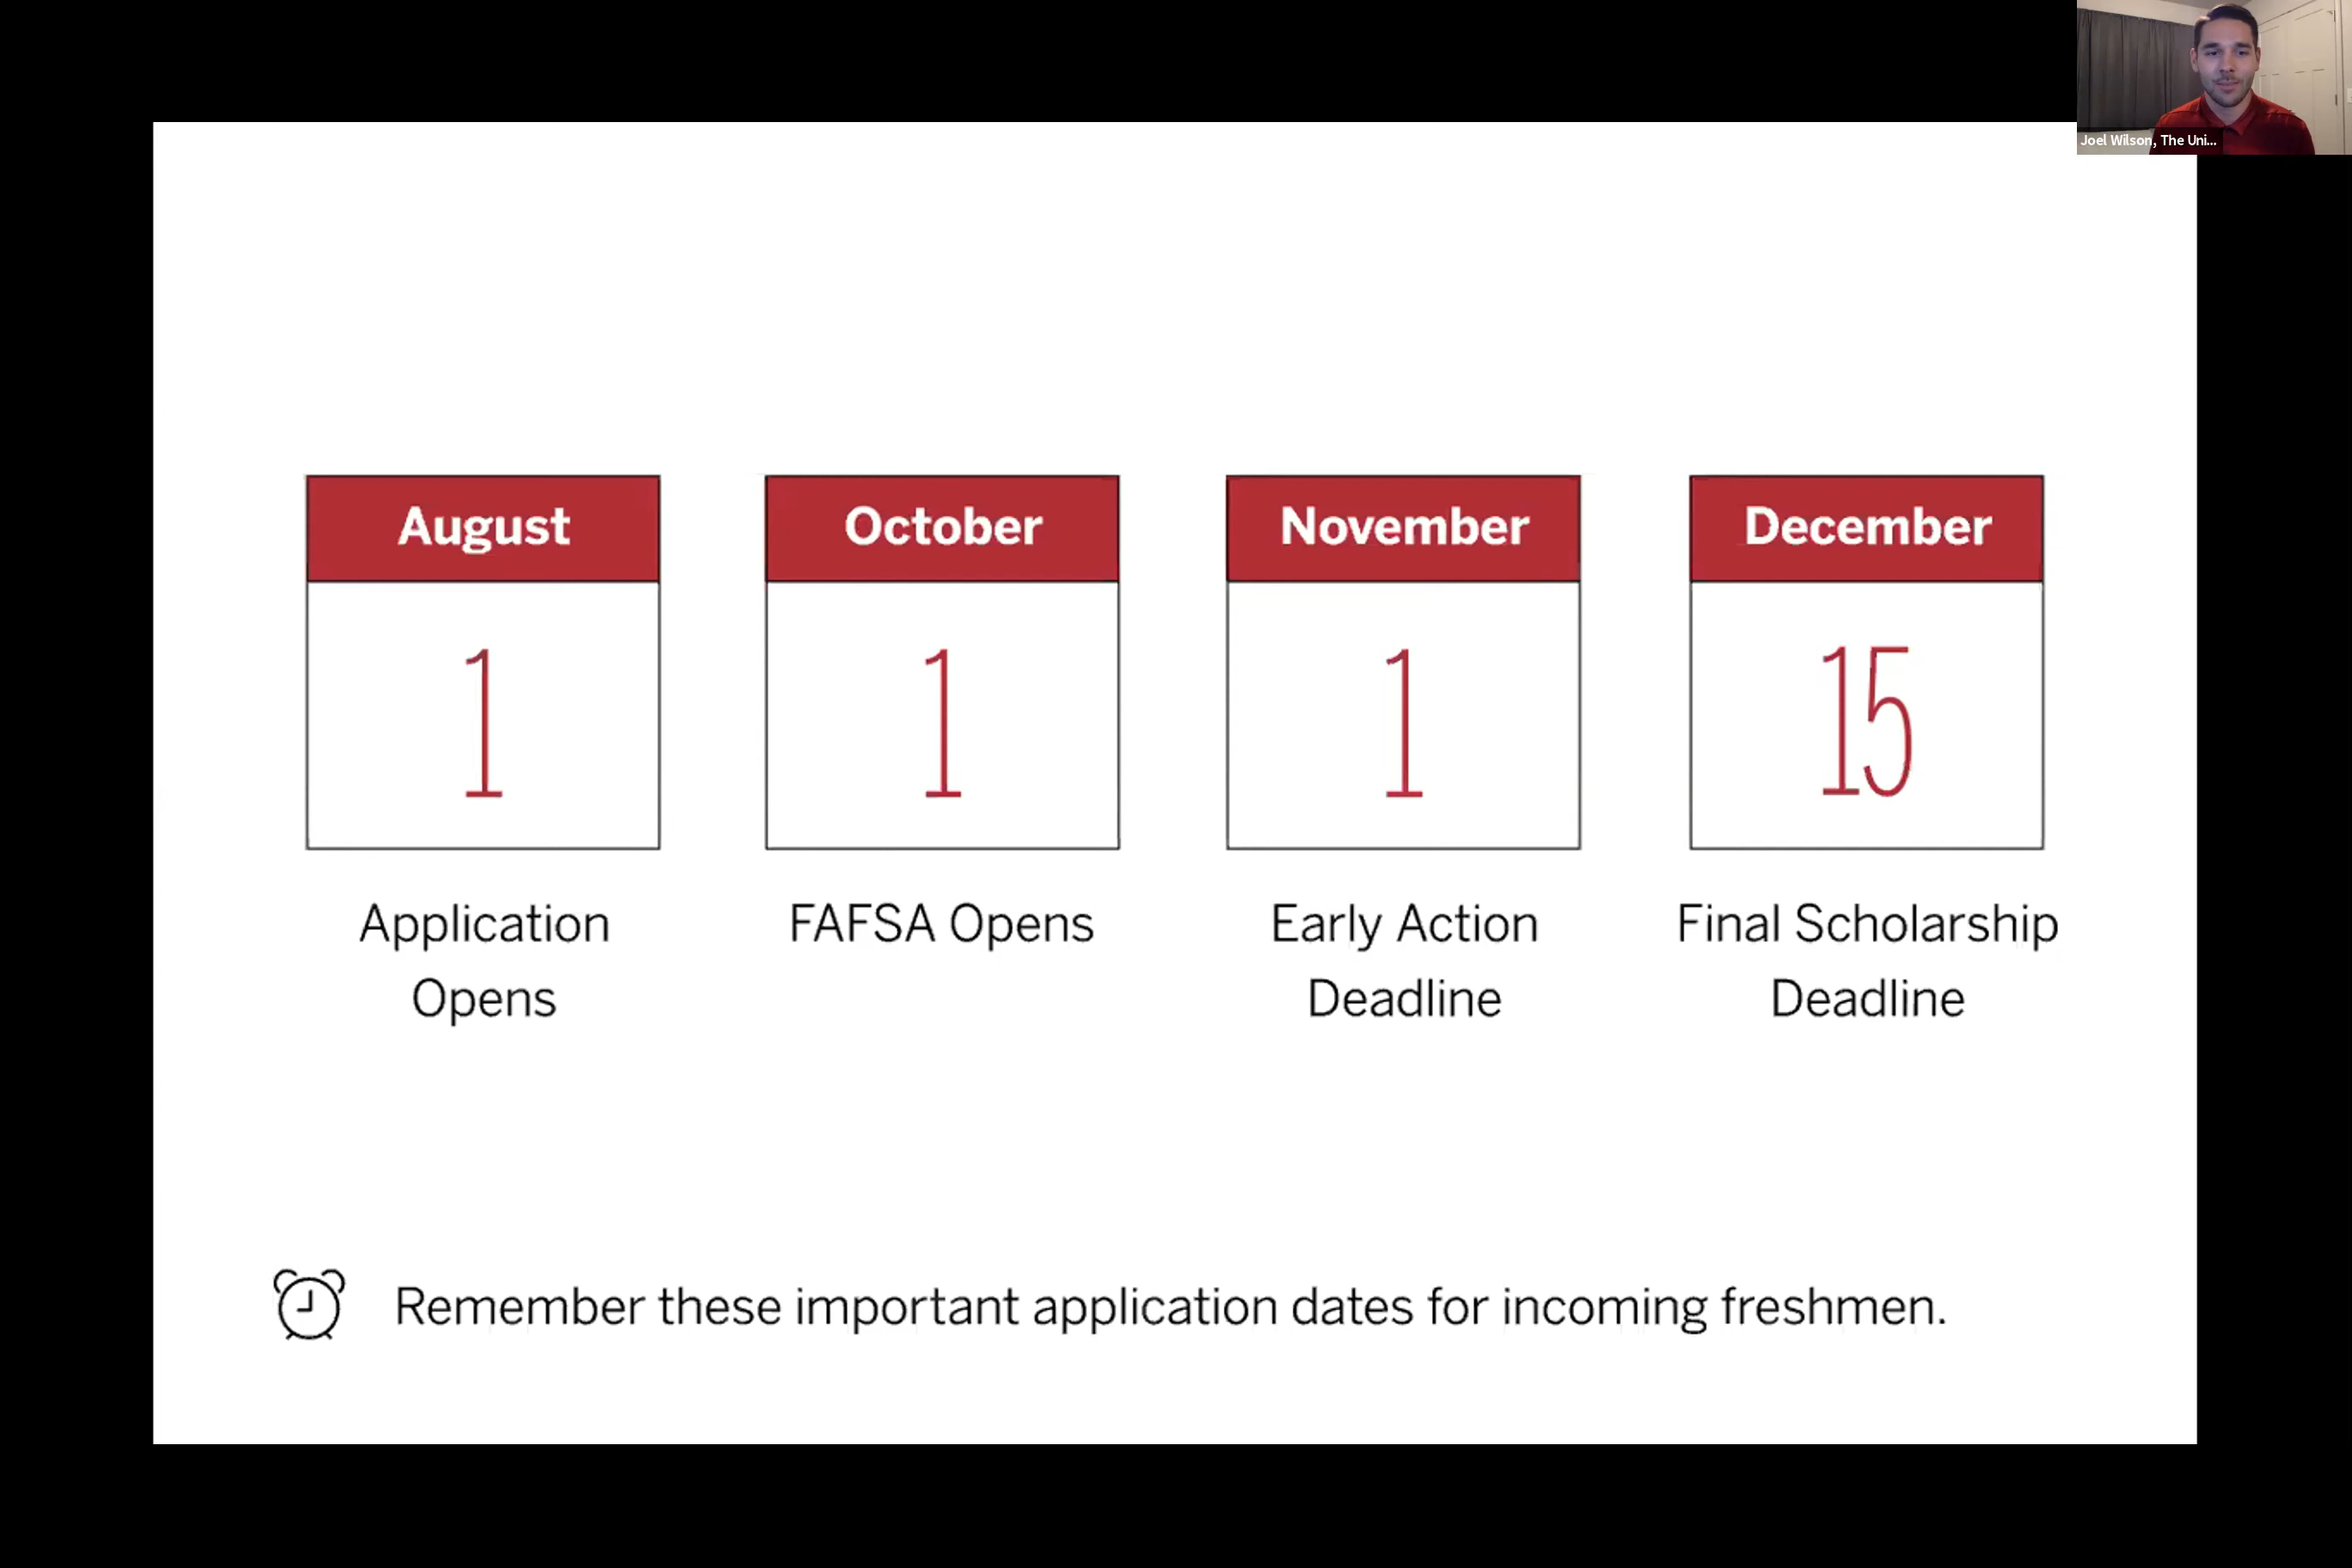 Joel Wilson, The Uni...
August
October
November
December
1
1
1
15
Application
Opens
FAFSA Opens
Early Action
Deadline
Final Scholarship
Deadline
Remember these important application dates for incoming freshmen.